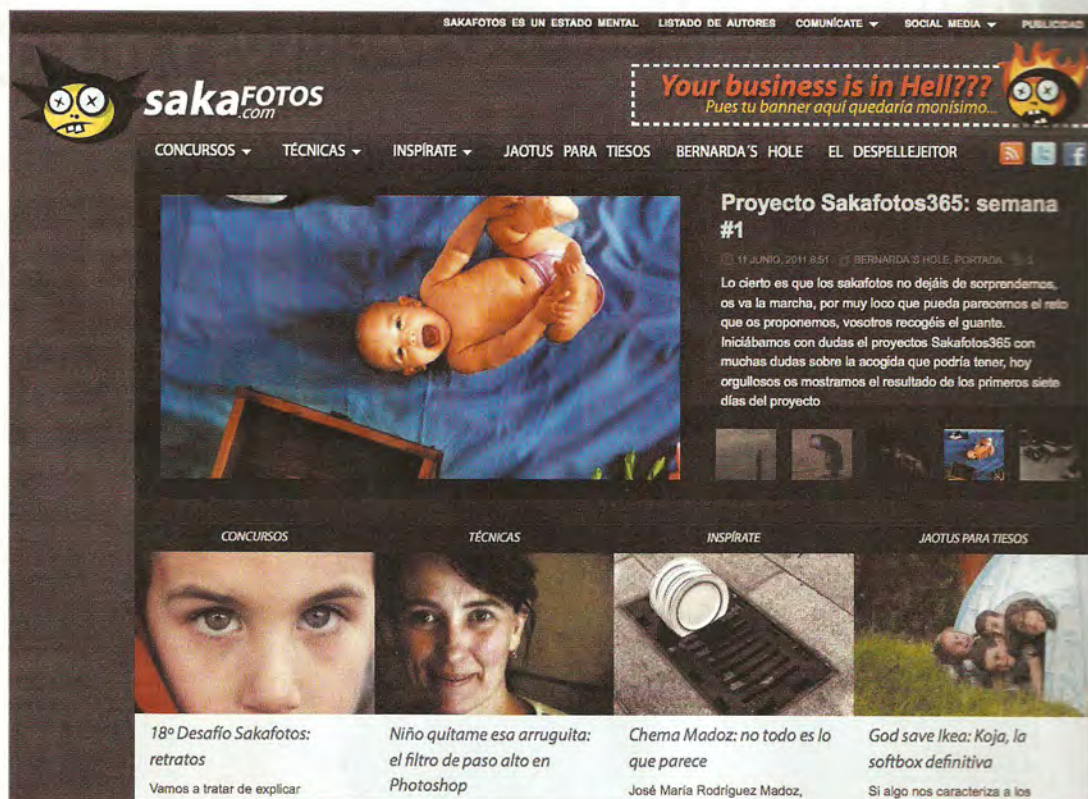 SAKAFOTOS ES UN ESTADO MENTAL LISTADO DE AUTORES COMUNÍCATE SOCIAL MEDIA PUBLICIDAD
sakaFOTOS
.com
Your business is in Hell???
Pues tu banner aquí quedaría monísimo...
CONCURSOS TÉCNICAS INSPÍRATE JAOTUS PARA TIESOS BERNARDA´S HOLE EL DESPELLEJEITOR
Proyecto Sakafotos365: semana
#1
11 JUNIO, 2011 8:51 BERNARDA´S HOLE, PORTADA
Lo cierto es que los sakafotos no dejáis de sorprendernos,
os va la marcha, por muy loco que pueda parecernos el reto
que os proponemos, vosotros recogéis el guante.
Iniciábamos con dudas el proyectos Sakafotos365 con
muchas dudas sobre la acogida que podría tener, hoy
orgullosos os mostramos el resultado de los primeros siete
días del proyecto
CONCURSOS
TÉCNICAS
INSPÍRATE
JAOTUS PARA TIESOS
18º Desafío Sakafotos:
retratos
Vamos a tratar de explicar
Niño quítame esa arruguita:
el filtro de paso alto en
Photoshop
Chema Madoz: no todo es lo
que parece
José María Rodríguez Madoz,
God save Ikea: Koja, la
softbox definitiva
Si algo nos caracteriza a los